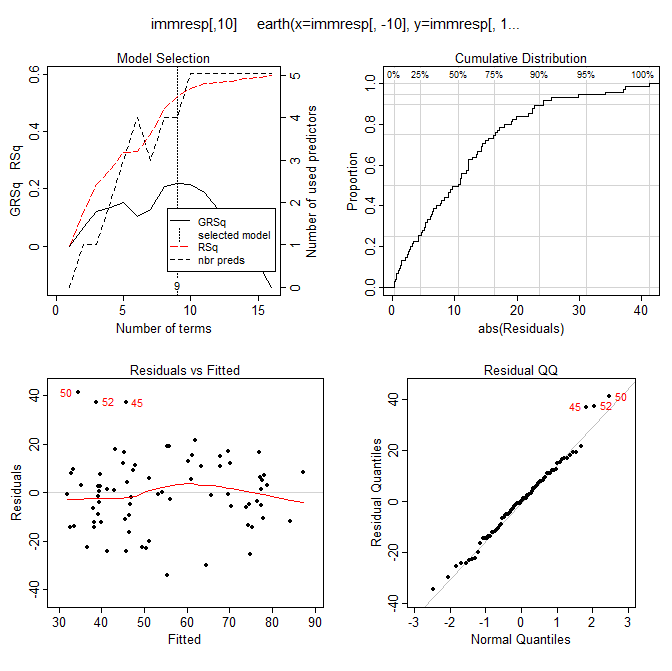 immresp[,10]     earth(x=immresp[, -10], y=immresp[, 1...
Model Selection
GRSq   RSq
0 0.2 0.4 0.6
0 1 2 3 4 5
Number of used predictors
GRSq
selected model
RSq
nbr preds
9
0 5 10 15
Number of terms
Cumulative Distribution
0% 25% 50% 75% 90% 95% 100%
Proportion
0.0 0.2 0.4 0.6 0.8 1.0
0 10 20 30 40
abs(Residuals)
Residuals vs Fitted
50
52
45
Residuals
-40 -20 0 20 40
30 40 50 60 70 80 90
Fitted
Residual QQ
50
45 52
Residual Quantiles
-40 -20 0 20 40
-3 -2 -1 0 1 2 3
Normal Quantiles